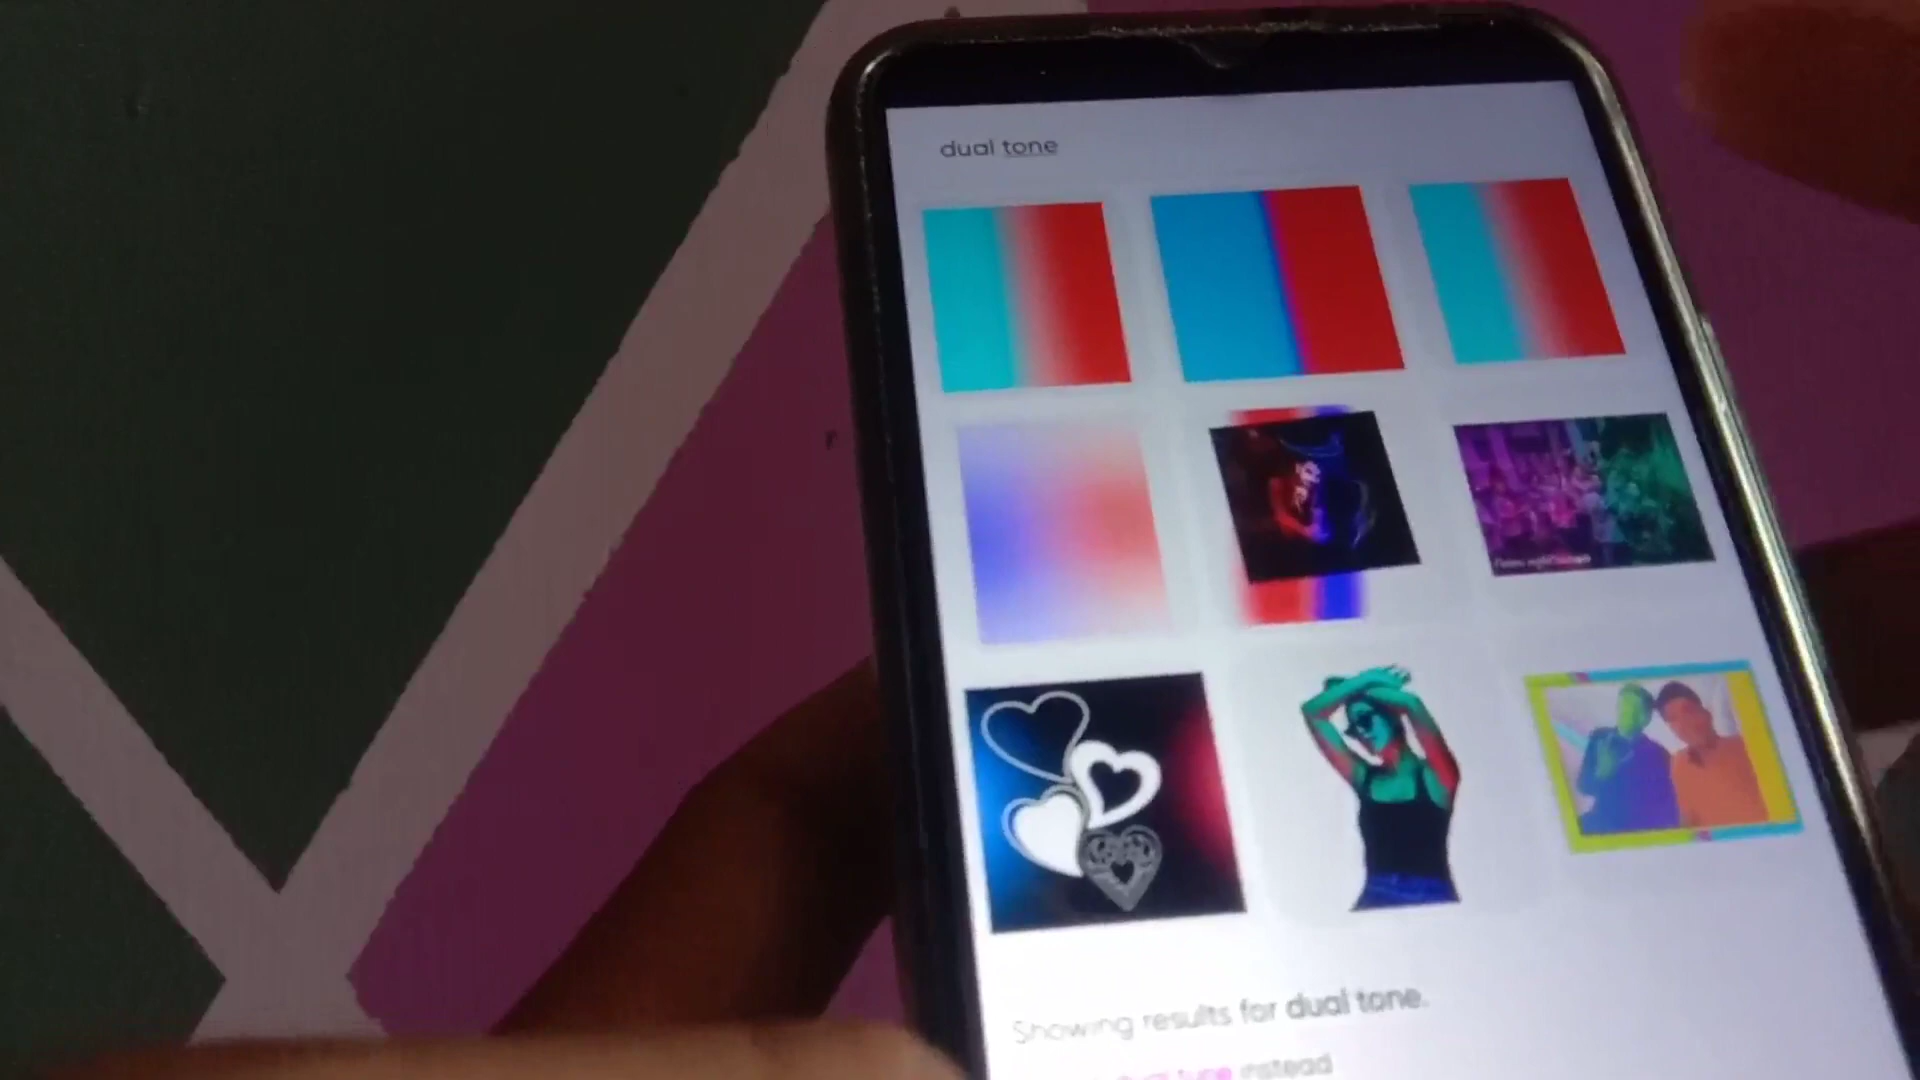 dual tone
Showing results for dual tone.
instead